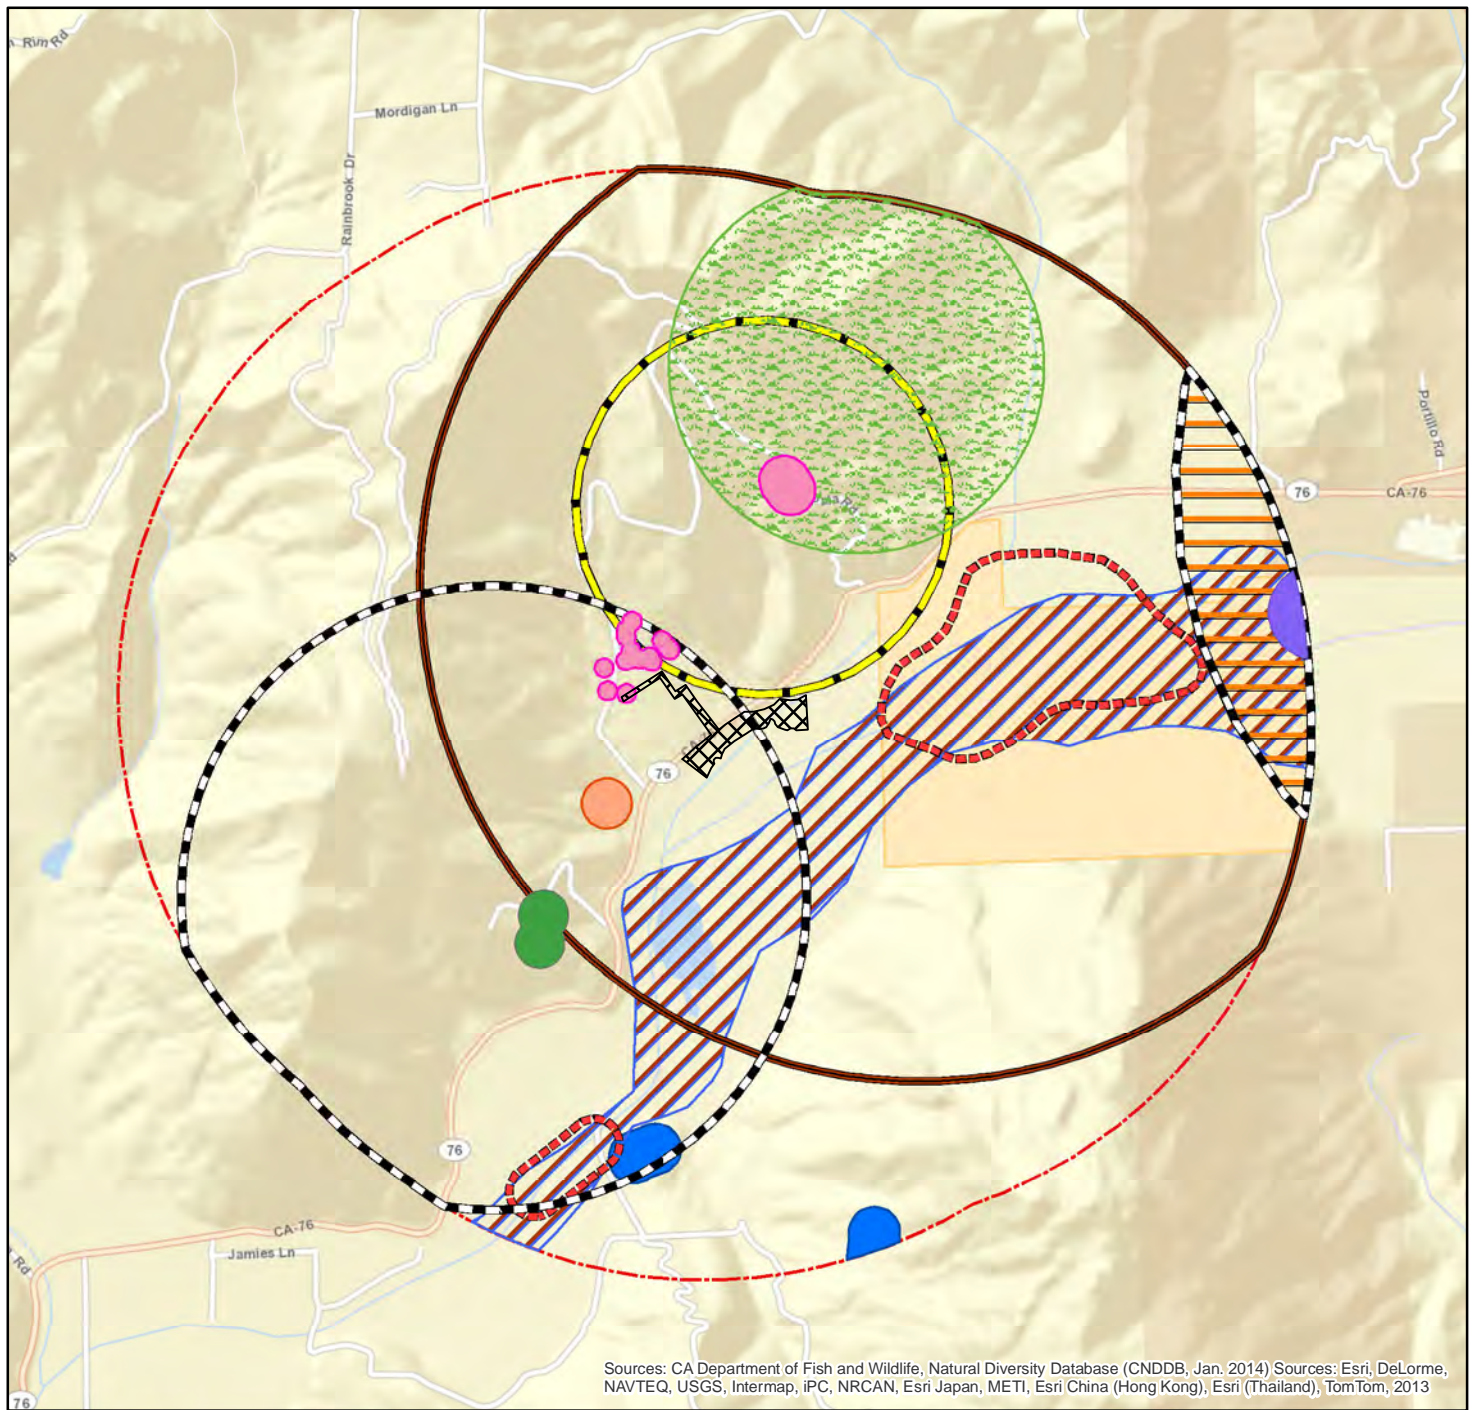 Rim Rd
Mordigan Ln
Rainbrook Dr
Portillo Rd
76
CA-76
Rd
76
76
CA-76
Jamies Ln
Rd
76
Sources: CA Department of Fish and Wildlife, Natural Diversity Database (CNDDB, Jan. 2014) Sources: Esri, DeLorme,
NAVTEQ, USGS, Intermap, iPC, NRCAN, Esri Japan, METI, Esri China (Hong Kong), Esri (Thailand), TomTom, 2013